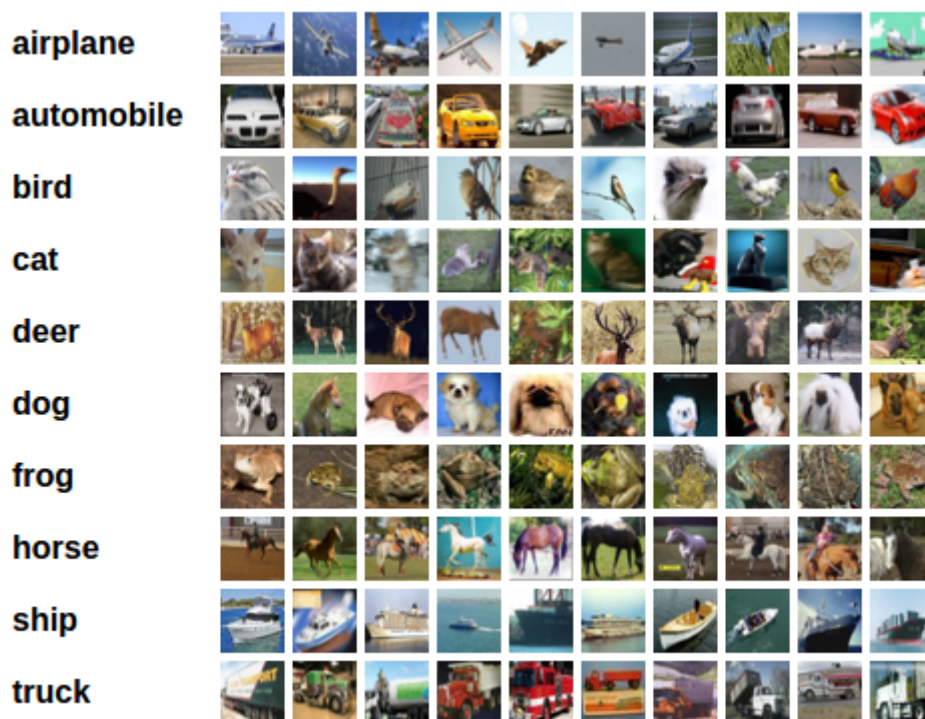 airplane
automobile
bird
cat
deer
dog
frog
horse
ship
truck